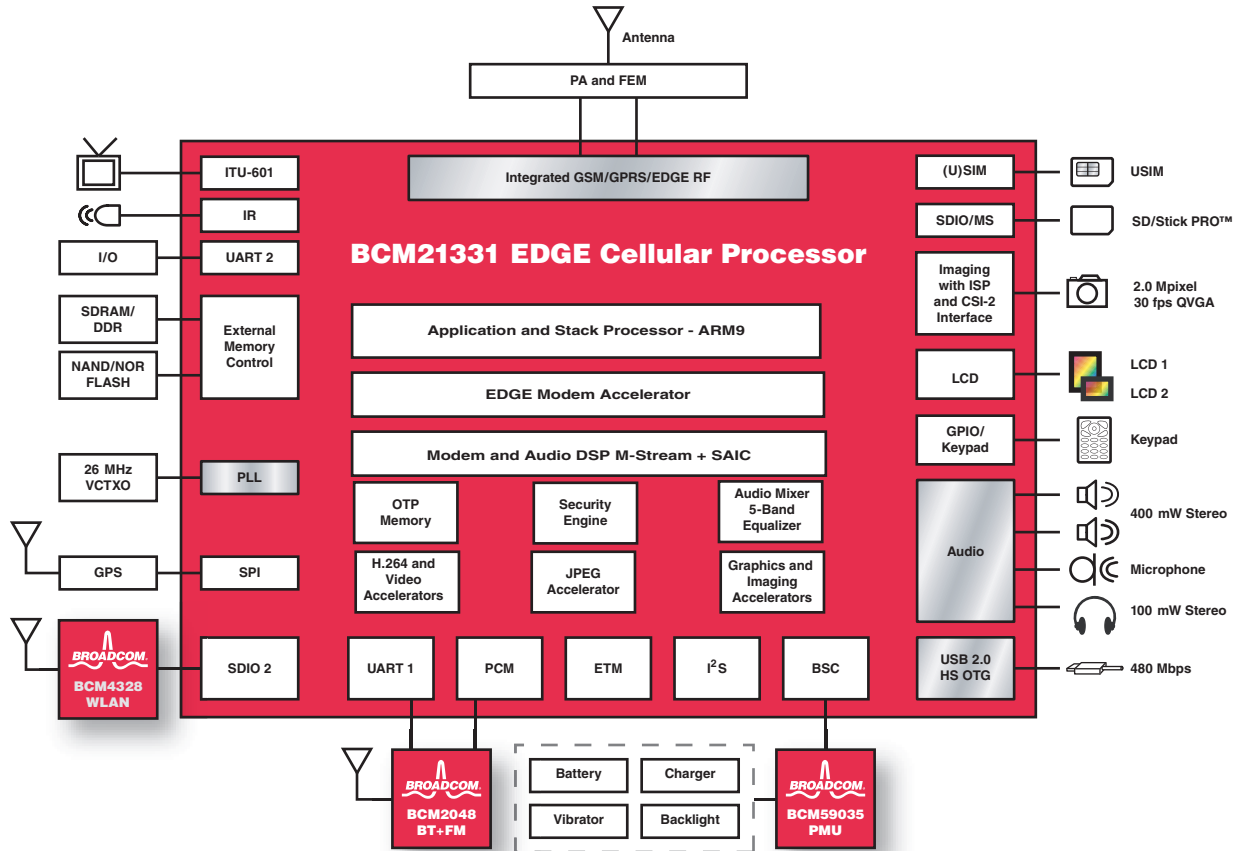 Antenna
PA and FEM
Integrated GSM/GPRS/EDGE RF
BCM21331 EDGE Cellular Processor
ITU-601
IR
I/O
UART 2
SDRAM/
DDR
NAND/NOR
FLASH
External
Memory
Control
26 MHz
VCTXO
PLL
GPS
SPI
BROADCOM.
BCM4328
WLAN
SDIO 2
Application and Stack Processor - ARM9
EDGE Modem Accelerator
Modem and Audio DSP M-Stream + SAIC
OTP
Memory
Security
Engine
Audio Mixer
5-Band
Equalizer
H.264 and
Video
Accelerators
JPEG
Accelerator
Graphics and
Imaging
Accelerators
UART 1
PCM
ETM
I²S
BSC
(U)SIM
USIM
SDIO/MS
SD/Stick PRO™
Imaging
with ISP
and CSI-2
Interface
2.0 Mpixel
30 fps QVGA
LCD
LCD 1
LCD 2
GPIO/
Keypad
Keypad
Audio
400 mW Stereo
Microphone
100 mW Stereo
USB 2.0
HS OTG
480 Mbps
BROADCOM.
BCM2048
BT+FM
Battery
Charger
Vibrator
Backlight
BROADCOM.
BCM59035
PMU